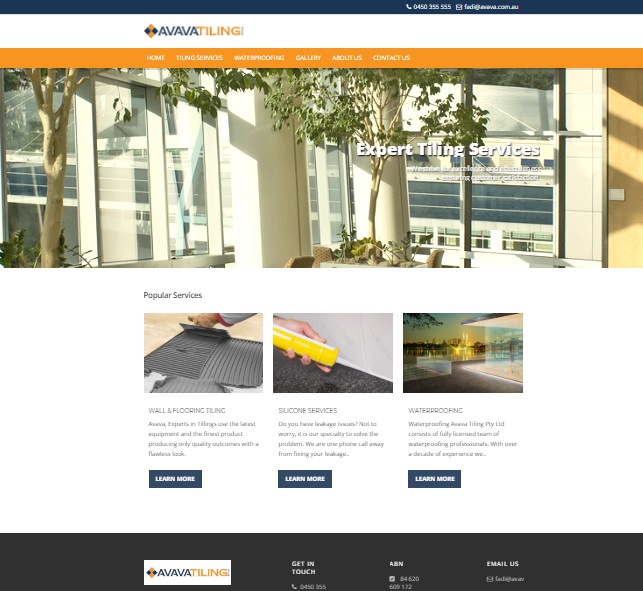 0450 355 555 fadi@avava.com.au
AVAVATILING
HOME TILING SERVICES WATERPROOFING GALLERY ABOUT US CONTACT US
Expert Tiling Services
Popular Services
WALL & FLOORING TILING
Avava, Experts in Tillings use the latest
equipment and the finest product
producing only quality outcomes with a
flawless look.
LEARN MORE
SILICONE SERVICES
Do you have leakage issues? Not to
worry, it is our specialty to solve the
problem. We are one phone call away
from fixing your leakage..
LEARN MORE
WATERPROOFING
Waterproofing Avava Tiling Pty Ltd
consists of fully licensed team of
waterproofing professionals. With over
a decade of experience we..
LEARN MORE
AVAVATILING
GET IN
TOUCH
0450 355
ABN
84 620
609 172
EMAIL US
fadi@avav